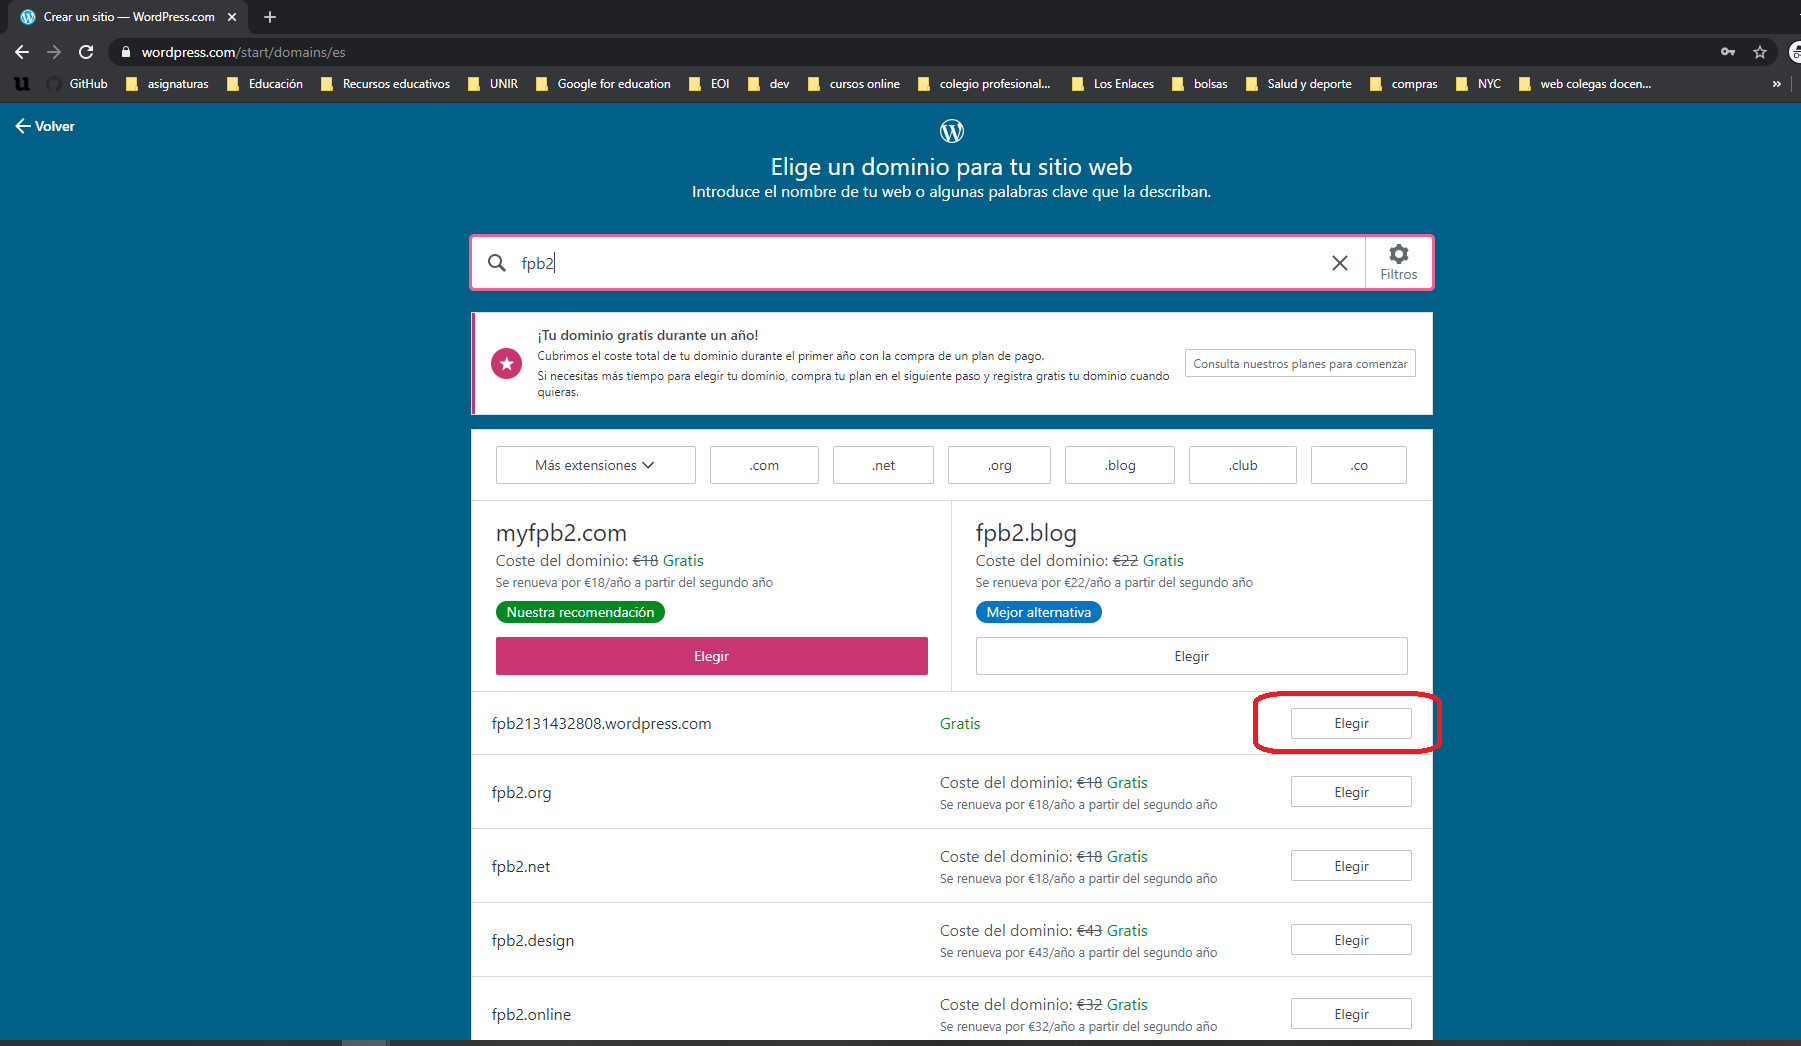 Crear un sitio — WordPress.com
wordpress.com/start/domains/es
GitHub asignaturas Educación Recursos educativos UNIR Google for education EOI dev cursos online colegio profesional... Los Enlaces bolsas Salud y deporte compras NYC web colegas docen... »
Volver
Elige un dominio para tu sitio web
Introduce el nombre de tu web o algunas palabras clave que la describan.
fpb2
Filtros
¡Tu dominio gratis durante un año!
Cubrimos el coste total de tu dominio durante el primer año con la compra de un plan de pago.
Si necesitas más tiempo para elegir tu dominio, compra tu plan en el siguiente paso y registra gratis tu dominio cuando
quieras.
Consulta nuestros planes para comenzar
Más extensiones .com .net .org .blog .club .co
myfpb2.com
Coste del dominio: €18 Gratis
Se renueva por €18/año a partir del segundo año
Nuestra recomendación
Elegir
fpb2.blog
Coste del dominio: €22 Gratis
Se renueva por €22/año a partir del segundo año
Mejor alternativa
Elegir
fpb2131432808.wordpress.com Gratis Elegir
fpb2.org
Coste del dominio: €18 Gratis
Se renueva por €18/año a partir del segundo año
Elegir
fpb2.net
Coste del dominio: €18 Gratis
Se renueva por €18/año a partir del segundo año
Elegir
fpb2.design
Coste del dominio: €43 Gratis
Se renueva por €43/año a partir del segundo año
Elegir
fpb2.online
Coste del dominio: €32 Gratis
Se renueva por €32/año a partir del segundo año
Elegir